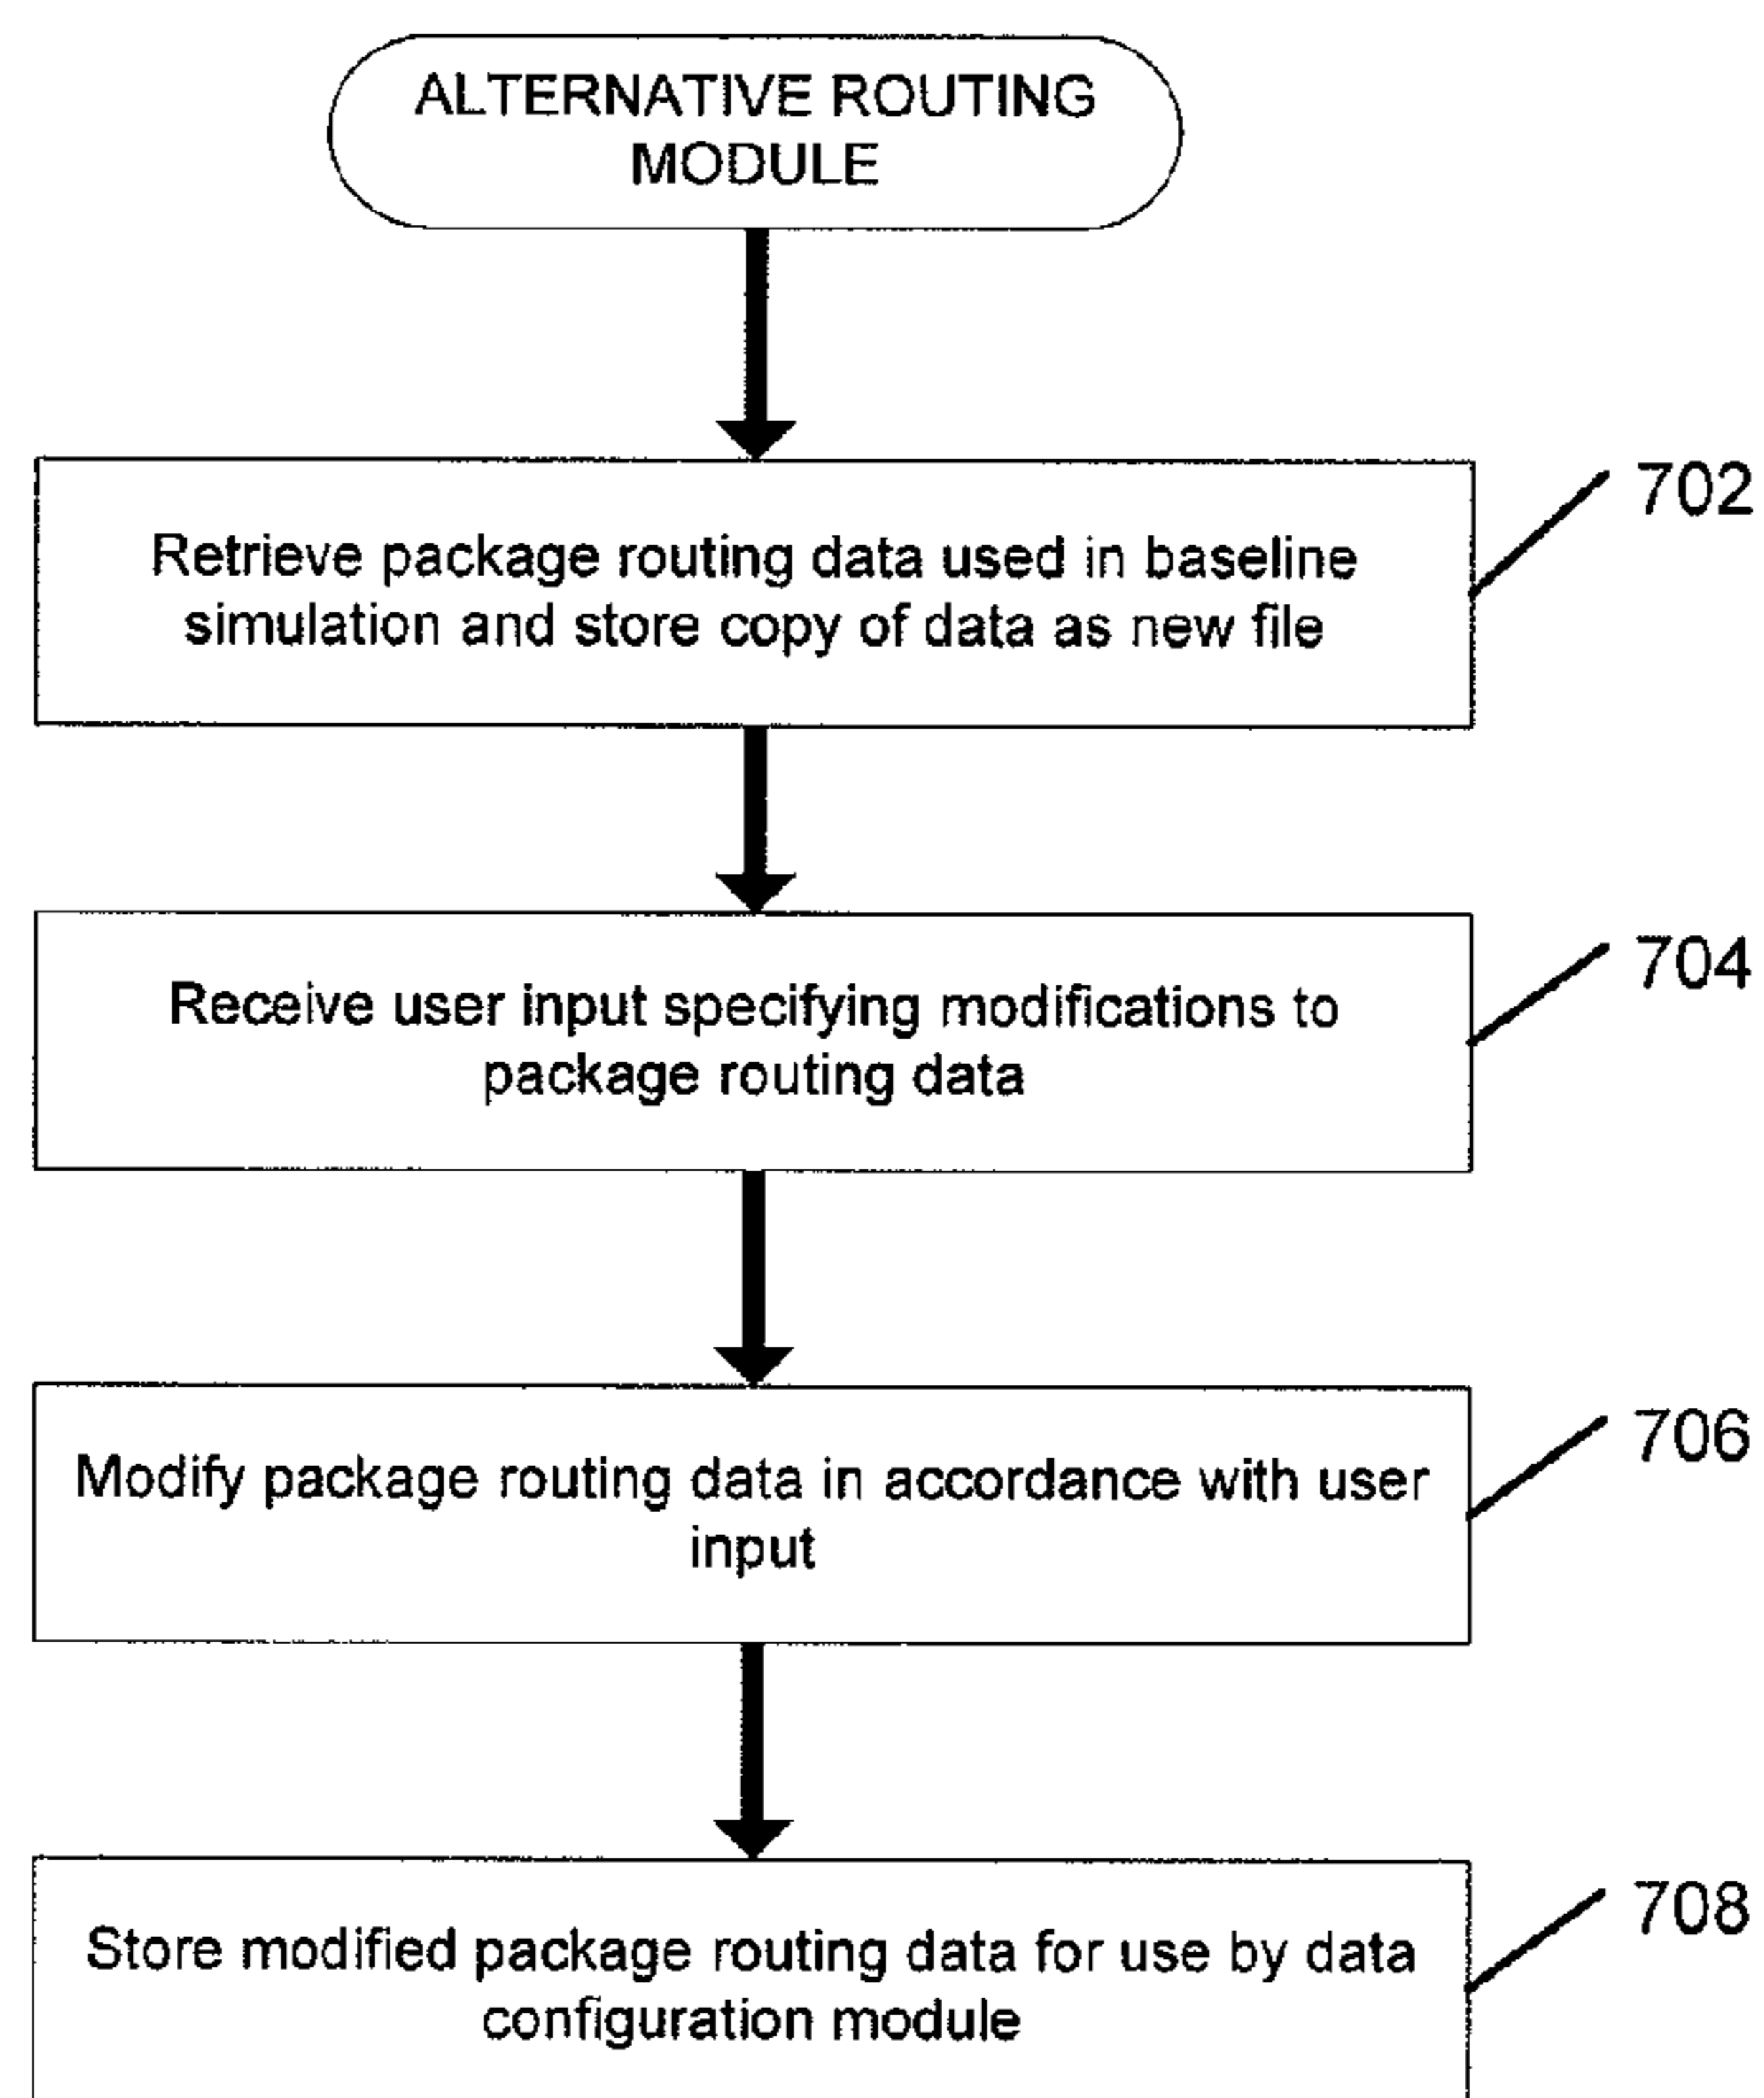 ALTERNATIVE ROUTING
MODULE
702
Retrieve package routing data used in baseline
simulation and store copy of data as new file
704
Receive user input specifying modifications to
package routing data
706
Modify package routing data in accordance with user
input
708
Store modified package routing data for use by data
configuration module